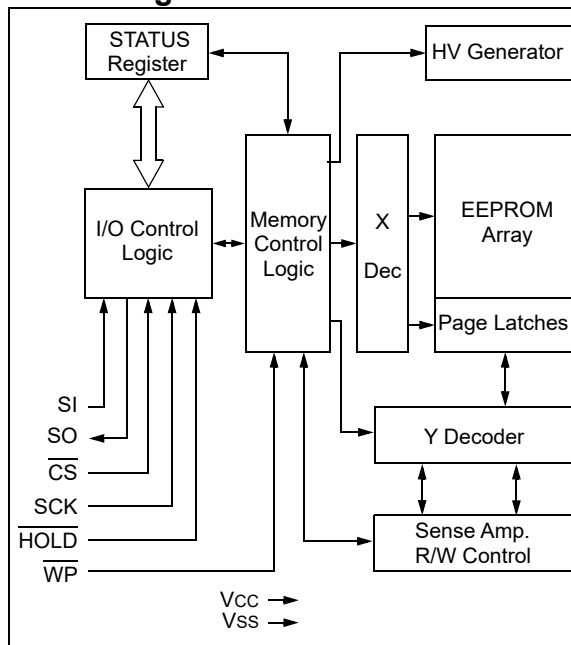 STATUS
Register
HV Generator
I/O Control
Logic
Memory
Control
Logic
X
Dec
EEPROM
Array
Page Latches
SI
SO
CS
SCK
HOLD
WP
Y Decoder
Sense Amp.
R/W Control
VCC
VSS